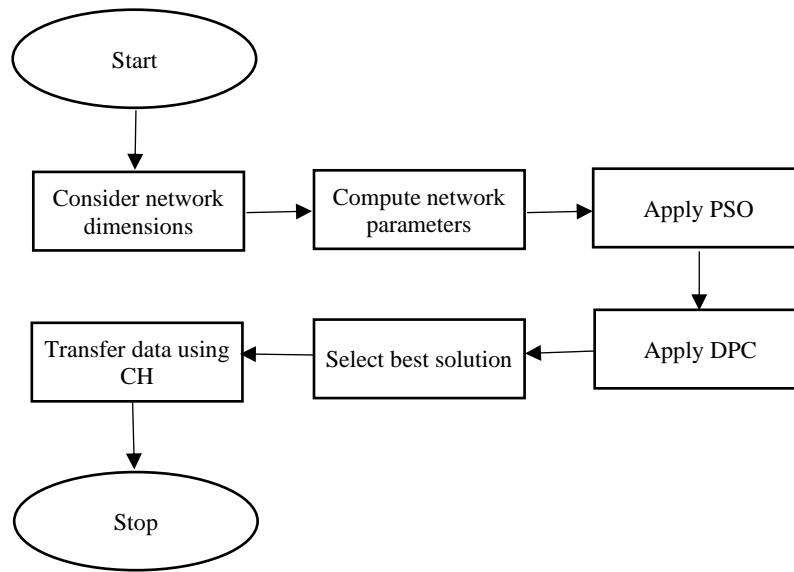 Start
Consider network
dimensions
Compute network
parameters
Apply PSO
Apply DPC
Select best solution
Transfer data using
CH
Stop